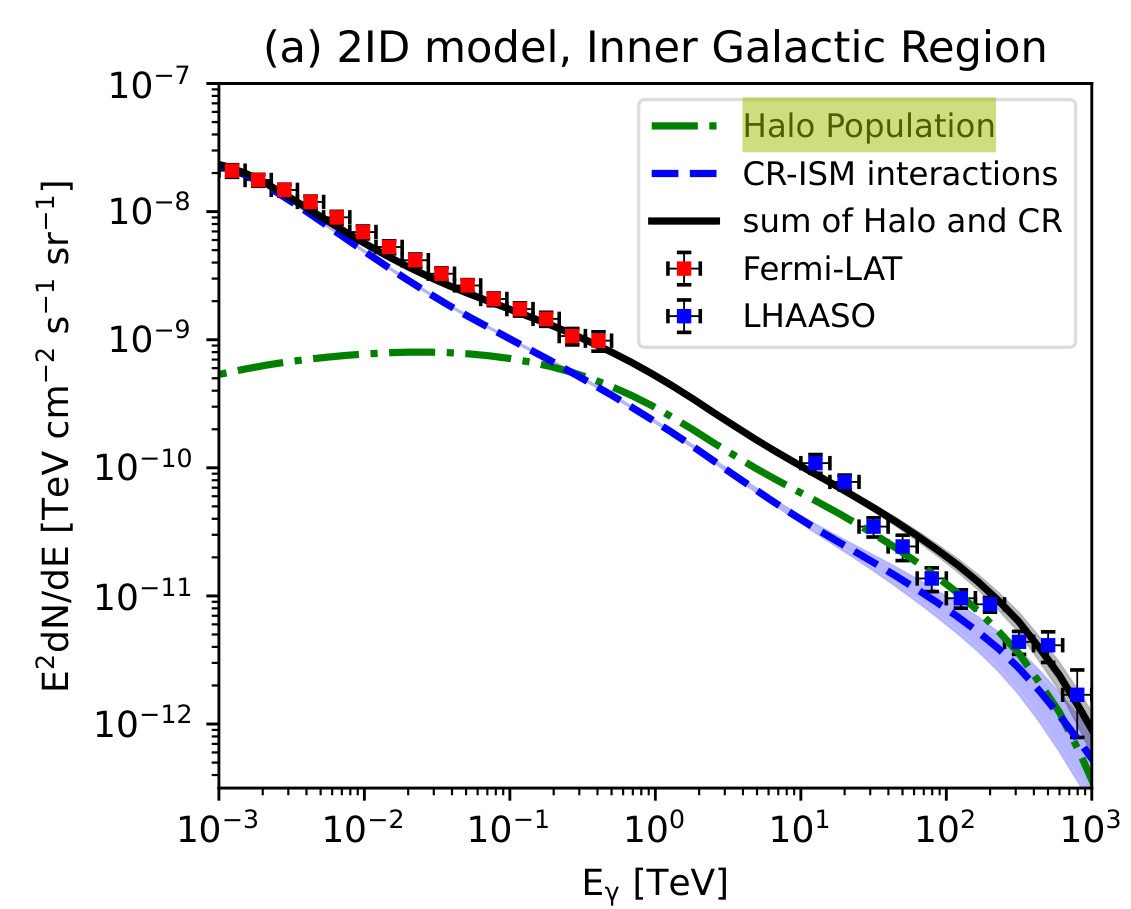 (a) 2ID model, Inner Galactic Region
10⁻⁷
10⁻⁸
10⁻⁹
10⁻¹⁰
10⁻¹¹
10⁻¹²
E²dN/dE [TeV cm⁻² s⁻¹ sr⁻¹]
Halo Population
CR-ISM interactions
sum of Halo and CR
Fermi-LAT
LHAASO
10⁻³ 10⁻² 10⁻¹ 10⁰ 10¹ 10² 10³
Eᵧ [TeV]